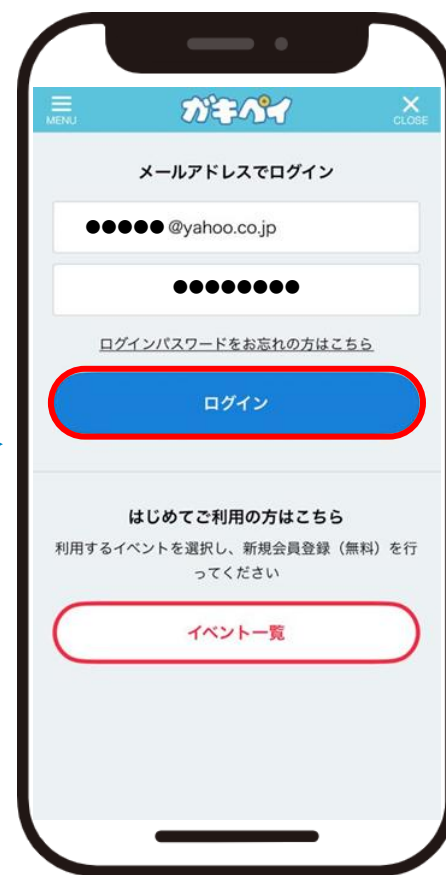 MENU
ガキペイ
CLOSE
メールアドレスでログイン
●●●●●@yahoo.co.jp
●●●●●●●●
ログインパスワードをお忘れの方はこちら
ログイン
はじめてご利用の方はこちら
利用するイベントを選択し、新規会員登録（無料）を行
ってください
イベント一覧